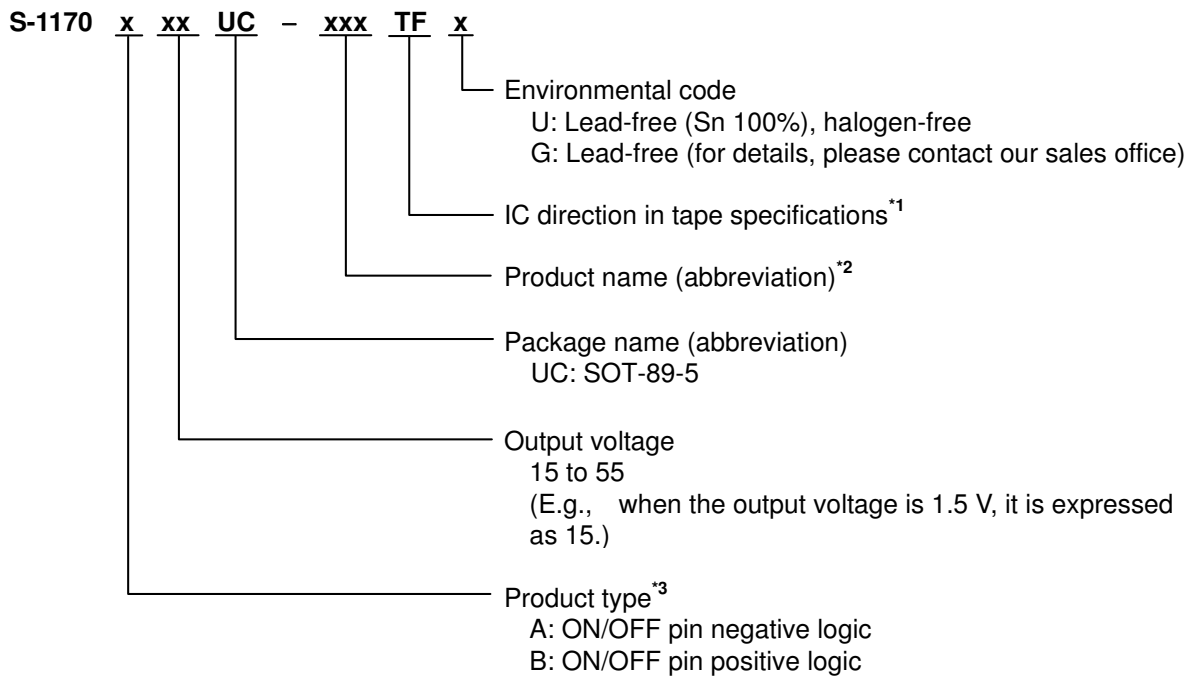 S-1170 x xx UC – xxx TF x
Environmental code
U: Lead-free (Sn 100%), halogen-free
G: Lead-free (for details, please contact our sales office)
IC direction in tape specifications*1
Product name (abbreviation)*2
Package name (abbreviation)
UC: SOT-89-5
Output voltage
15 to 55
(E.g., when the output voltage is 1.5 V, it is expressed
as 15.)
Product type*3
A: ON/OFF pin negative logic
B: ON/OFF pin positive logic